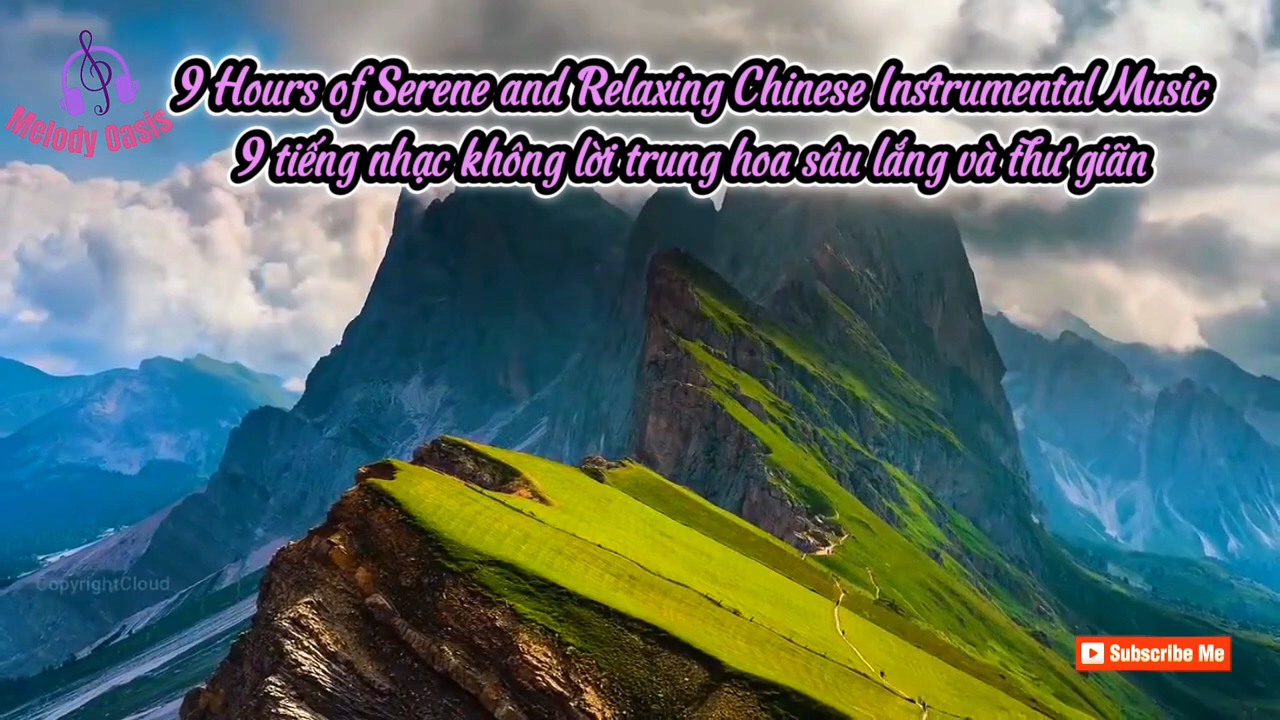 9 Hours of Serene and Relaxing Chinese Instrumental Music
9 tiếng nhạc không lời trung hoa sâu lắng và thư giãn
Melody Oasis
CopyrightCloud
Subscribe Me